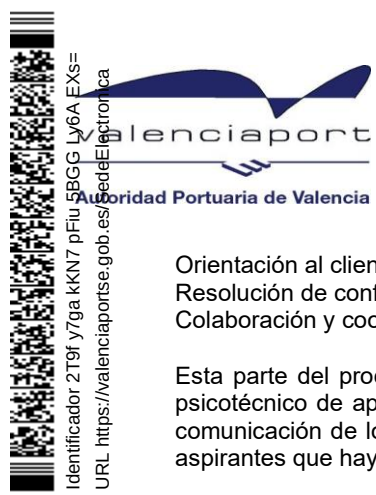 Identificador 2T9f y7ga kKN7 pFiu 5BGG Ly6A EXs=
URL https://valenciaportse.gob.es/SedeElectronica
valenciaport
Autoridad Portuaria de Valencia
Orientación al clien
Resolución de conf
Colaboración y coo
Esta parte del proc
psicotécnico de ap
comunicación de lo
aspirantes que hay